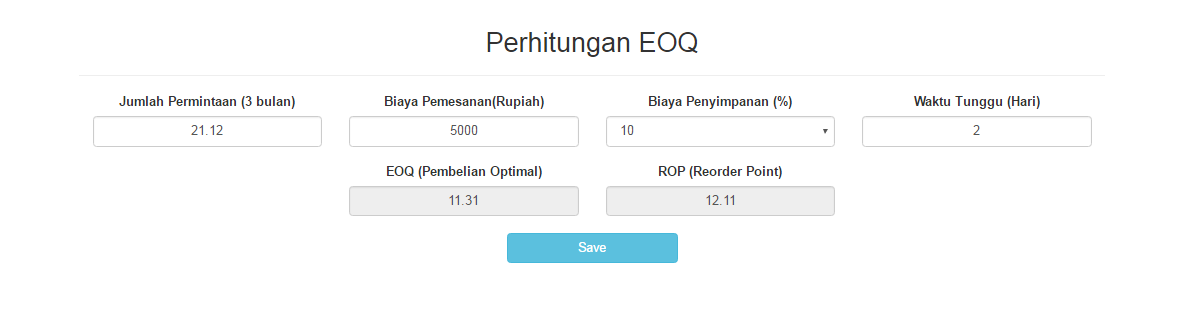 Perhitungan EOQ
Jumlah Permintaan (3 bulan) Biaya Pemesanan(Rupiah) Biaya Penyimpanan (%) Waktu Tunggu (Hari)
21.12 5000 10 2
EOQ (Pembelian Optimal) ROP (Reorder Point)
11.31 12.11
Save